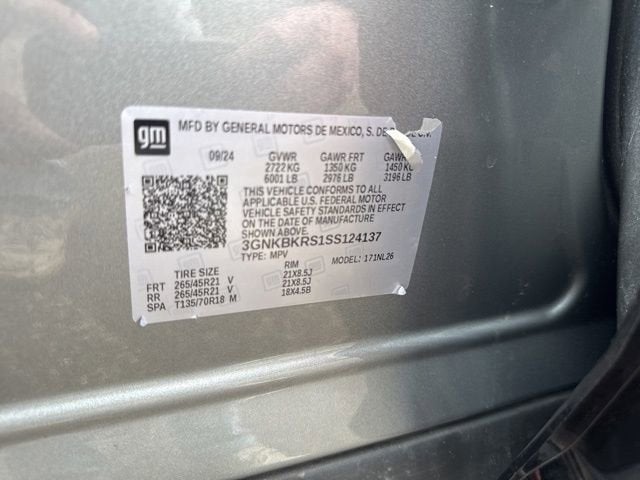 gm
MFD BY GENERAL MOTORS DE MEXICO, S. DE
09/24 GVWR GAWR FRT GAWR
2722 KG 1350 KG 1450 KG
6001 LB 2976 LB 3196 LB
THIS VEHICLE CONFORMS TO ALL
APPLICABLE U.S. FEDERAL MOTOR
VEHICLE SAFETY STANDARDS IN EFFECT
ON THE DATE OF MANUFACTURE
SHOWN ABOVE.
3GNKBKRS1SS124137
TYPE: MPV MODEL: 171NL26
TIRE SIZE RIM
FRT 265/45R21 V 21X8.5J
RR 265/45R21 V 21X8.5J
SPA T135/70R18 M 18X4.5B